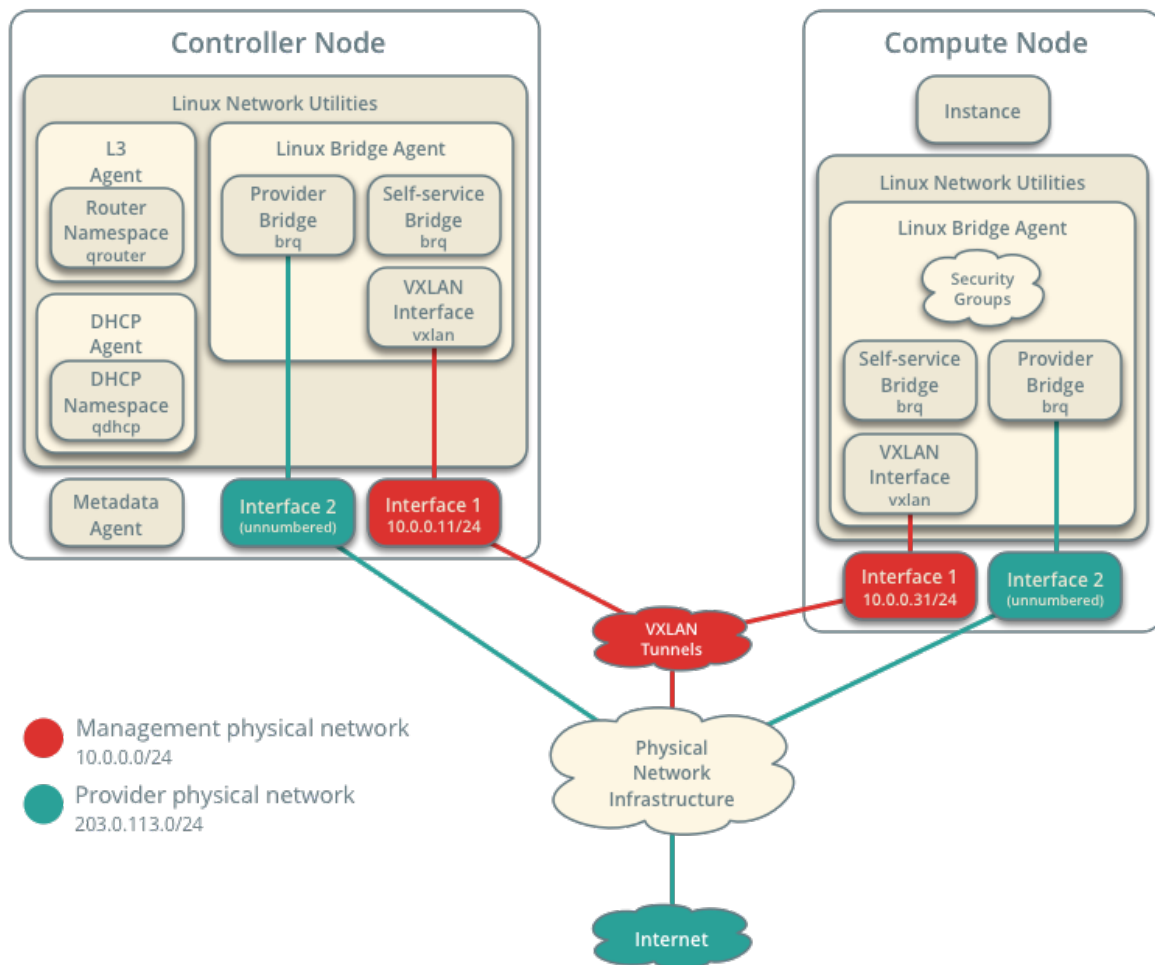 Controller Node
Linux Network Utilities
L3
Agent
Router
Namespace
qrouter
DHCP
Agent
DHCP
Namespace
qdhcp
Linux Bridge Agent
Provider
Bridge
brq
Self-service
Bridge
brq
VXLAN
Interface
vxlan
Metadata
Agent
Interface 2
(unnumbered)
Interface 1
10.0.0.11/24
Compute Node
Instance
Linux Network Utilities
Linux Bridge Agent
Security
Groups
Self-service
Bridge
brq
Provider
Bridge
brq
VXLAN
Interface
vxlan
Interface 1
10.0.0.31/24
Interface 2
(unnumbered)
VXLAN
Tunnels
Physical
Network
Infrastructure
Internet
Management physical network
10.0.0.0/24
Provider physical network
203.0.113.0/24